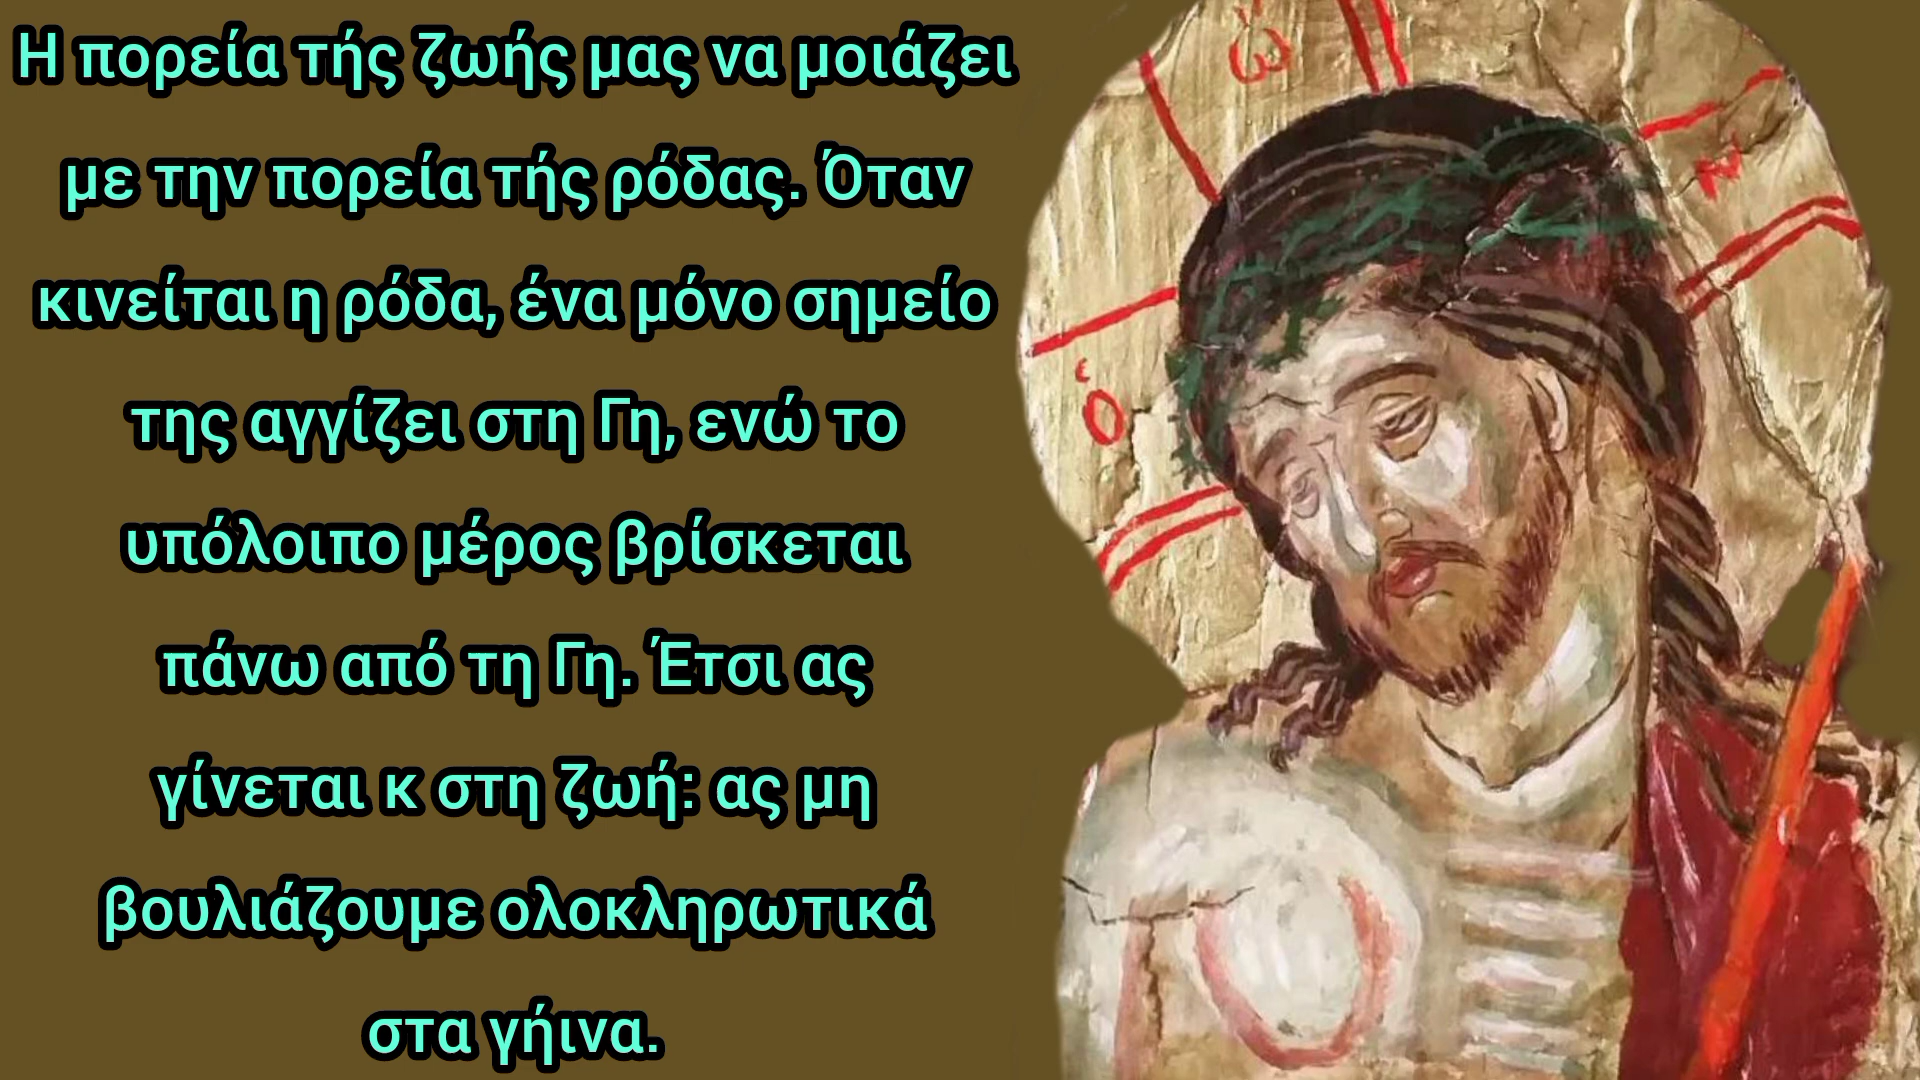 Η πορεία τής ζωής μας να μοιάζει
με την πορεία τής ρόδας. Όταν
κινείται η ρόδα, ένα μόνο σημείο
της αγγίζει στη Γη, ενώ το
υπόλοιπο μέρος βρίσκεται
πάνω από τη Γη. Έτσι ας
γίνεται κ στη ζωή: ας μη
βουλιάζουμε ολοκληρωτικά
στα γήινα.
ὁ
ὤ
Ν